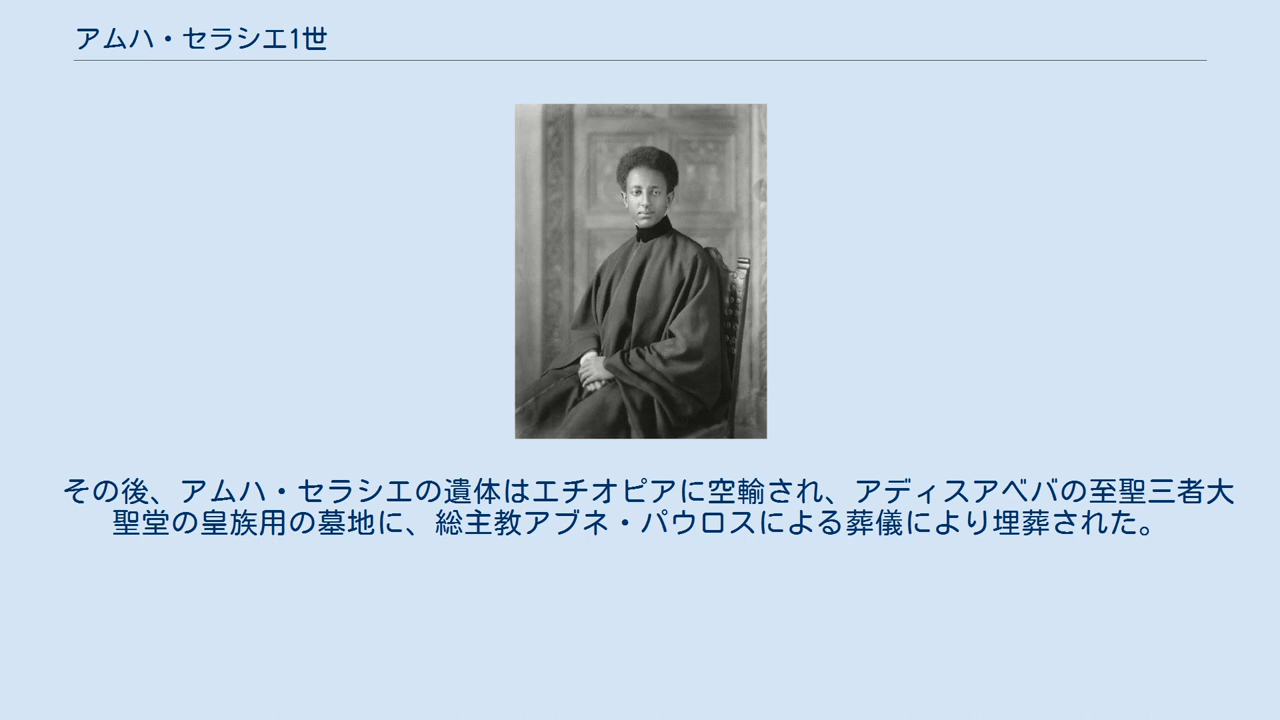 アムハ・セラシエ1世
その後、アムハ・セラシエの遺体はエチオピアに空輸され、アディスアベバの至聖三者大
聖堂の皇族用の墓地に、総主教アブネ・パウロスによる葬儀により埋葬された。